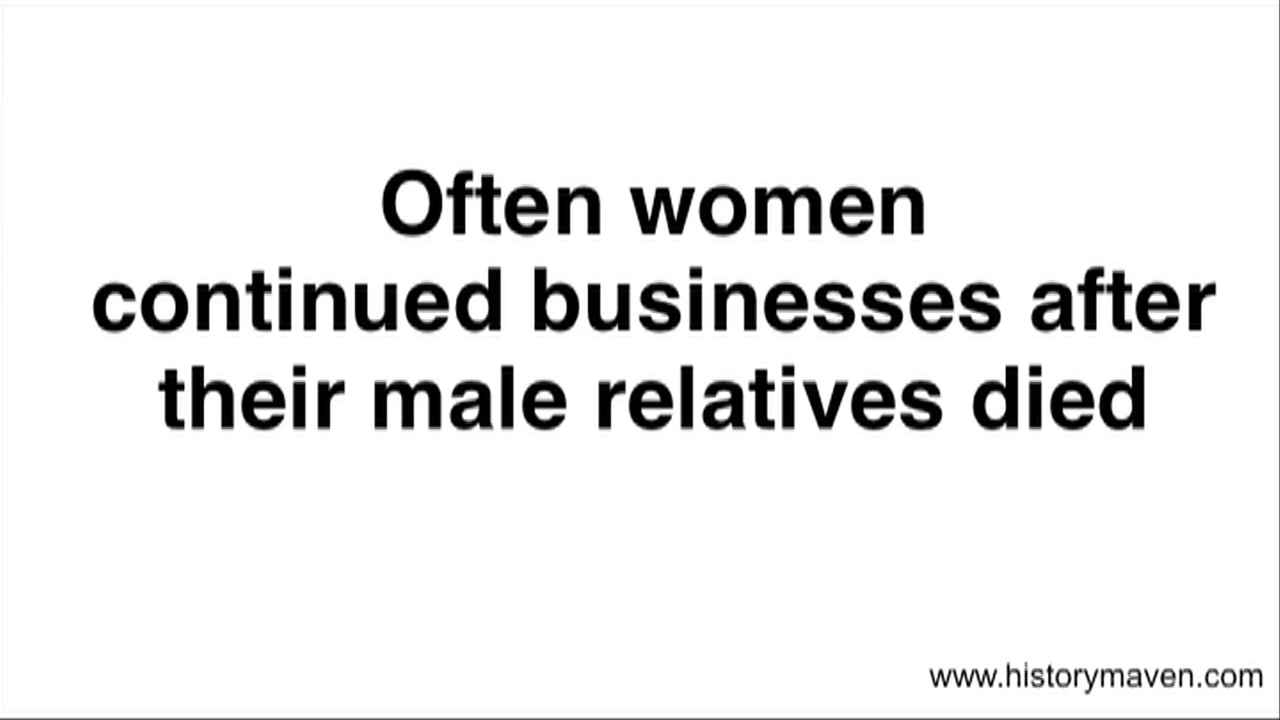 Often women
continued businesses after
their male relatives died
www.historymaven.com